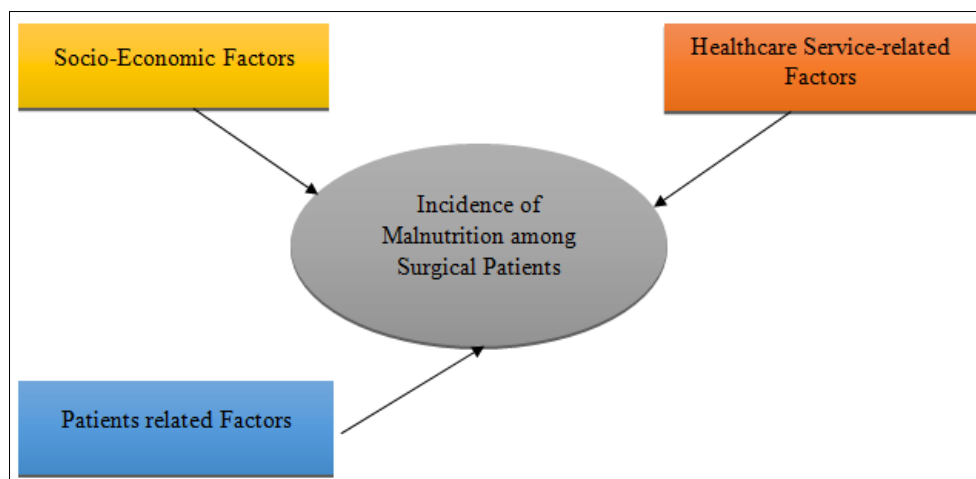 Socio-Economic Factors
Healthcare Service-related
Factors
Incidence of
Malnutrition among
Surgical Patients
Patients related Factors